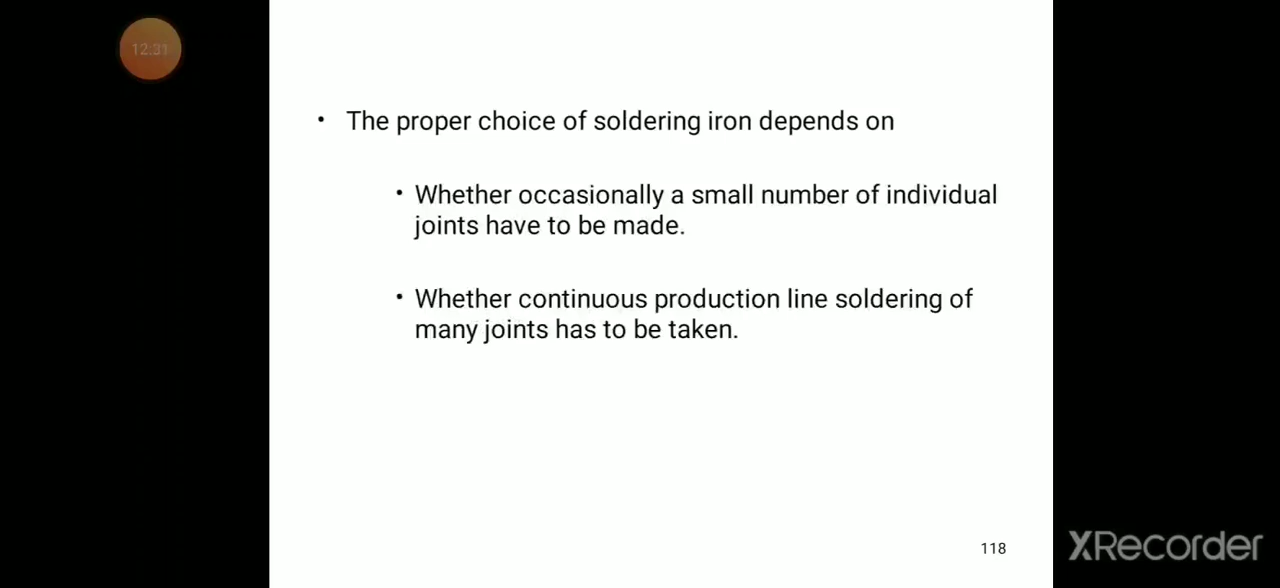 12:31
• The proper choice of soldering iron depends on
• Whether occasionally a small number of individual
joints have to be made.
• Whether continuous production line soldering of
many joints has to be taken.
118
XRecorder